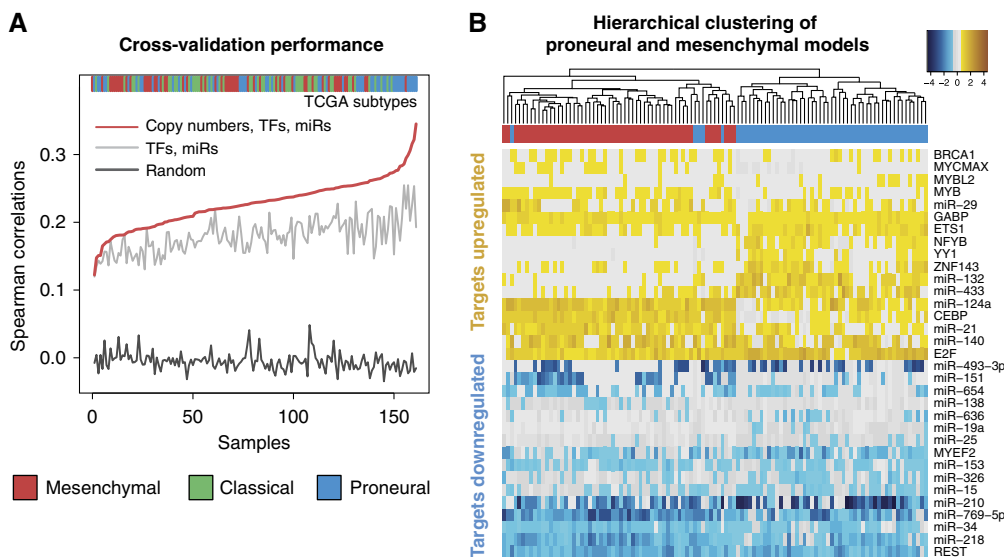 A
Cross-validation performance
TCGA subtypes
Copy numbers, TFs, miRs
TFs, miRs
Random
Spearman correlations
0.3
0.2
0.1
0.0
0
50
100
150
Samples
Mesenchymal
Classical
Proneural
B
Hierarchical clustering of
proneural and mesenchymal models
−4
−2
0
2
4
Targets upregulated
Targets downregulated
BRCA1
MYCMAX
MYBL2
MYB
miR−29
GABP
ETS1
NFYB
YY1
ZNF143
miR−132
miR−433
miR−124a
CEBP
miR−21
miR−140
E2F
miR−493−3p
miR−151
miR−654
miR−138
miR−636
miR−19a
miR−25
MYEF2
miR−153
miR−326
miR−15
miR−210
miR−769−5p
miR−34
miR−218
REST